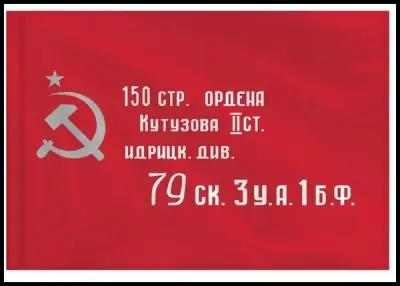 150 СТР. ОРДЕНА
КУТУЗОВА II СТ.
ИДРИЦК. ДИВ.
79 СК. 3 У.А. 1 Б.Ф.